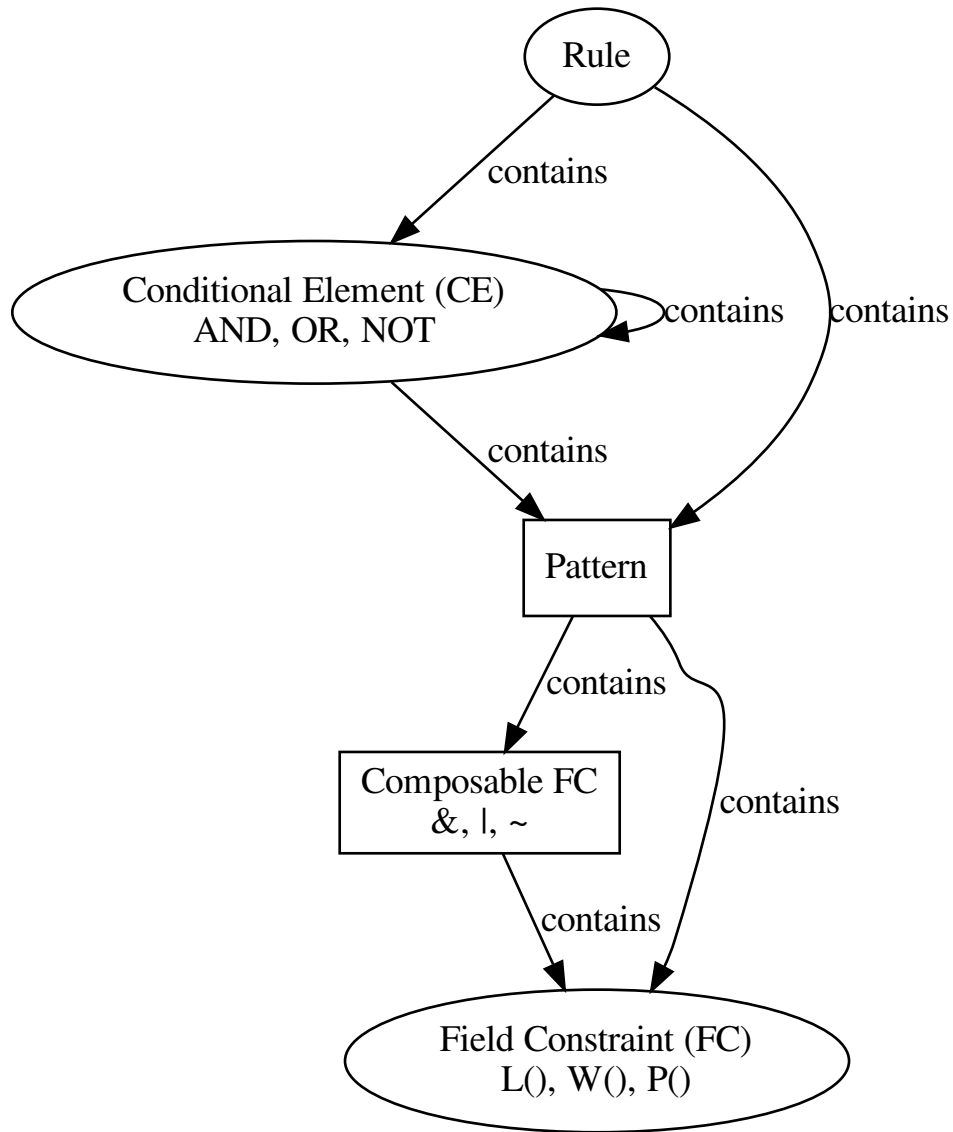 Rule
contains
Conditional Element (CE)
AND, OR, NOT
contains
contains
contains
Pattern
contains
Composable FC
&, |, ~
contains
contains
Field Constraint (FC)
L(), W(), P()